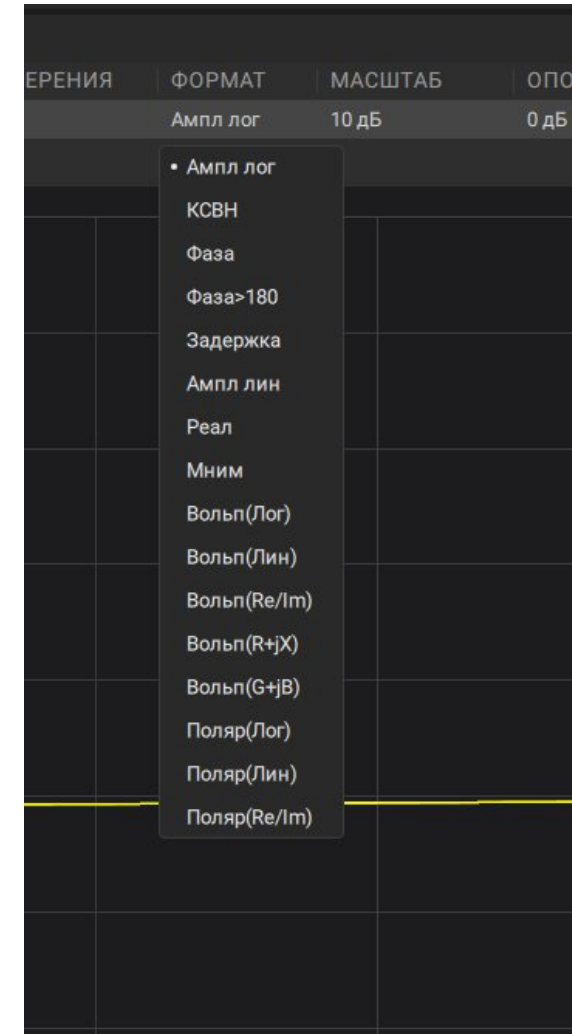 ЕРЕНИЯ ФОРМАТ МАСШТАБ ОПО
Ампл лог 10 дБ 0 дБ
• Ампл лог
КСВН
Фаза
Фаза>180
Задержка
Ампл лин
Реал
Мним
Вольп(Лог)
Вольп(Лин)
Вольп(Re/Im)
Вольп(R+jX)
Вольп(G+jB)
Поляр(Лог)
Поляр(Лин)
Поляр(Re/Im)